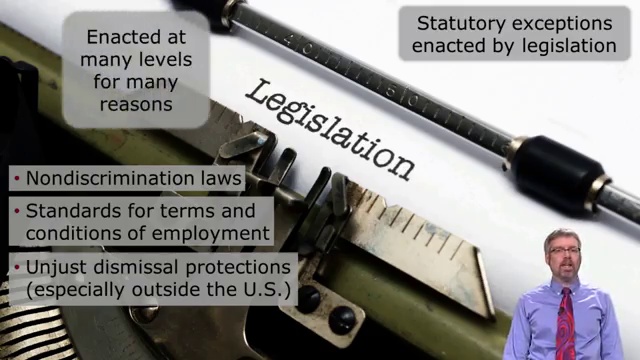 Enacted at
many levels
for many
reasons
Statutory exceptions
enacted by legislation
Legislation
• Nondiscrimination laws
• Standards for terms and
conditions of employment
• Unjust dismissal protections
(especially outside the U.S.)